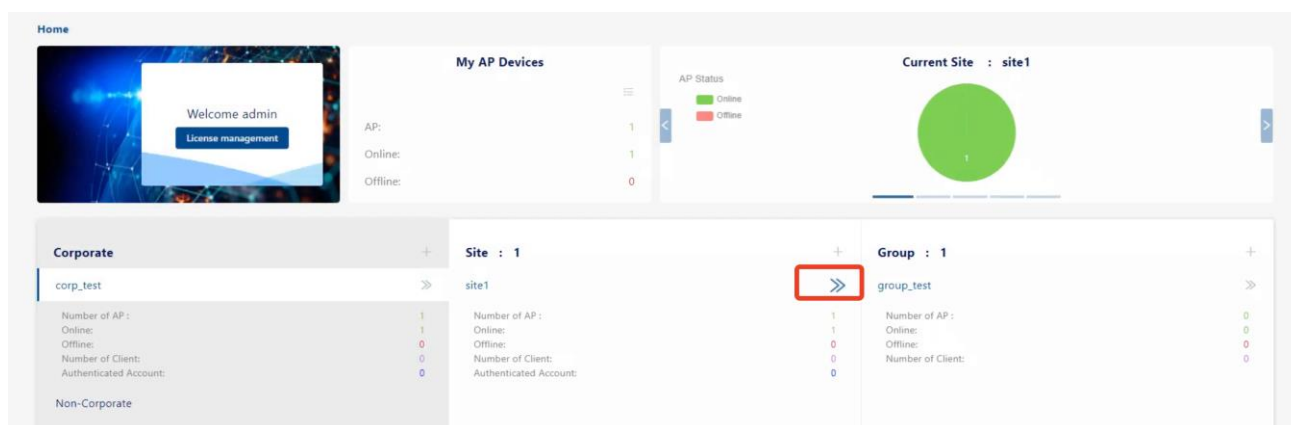 Home
Welcome admin
License management
My AP Devices
AP: 1
Online: 1
Offline: 0
Current Site : site1
AP Status
Online
Offline
1
Corporate
corp_test
Number of AP : 1
Online: 1
Offline: 0
Number of Client: 0
Authenticated Account: 0
Non-Corporate
Site : 1
site1
Number of AP : 1
Online: 1
Offline: 0
Number of Client: 0
Authenticated Account: 0
Group : 1
group_test
Number of AP : 0
Online: 0
Offline: 0
Number of Client: 0